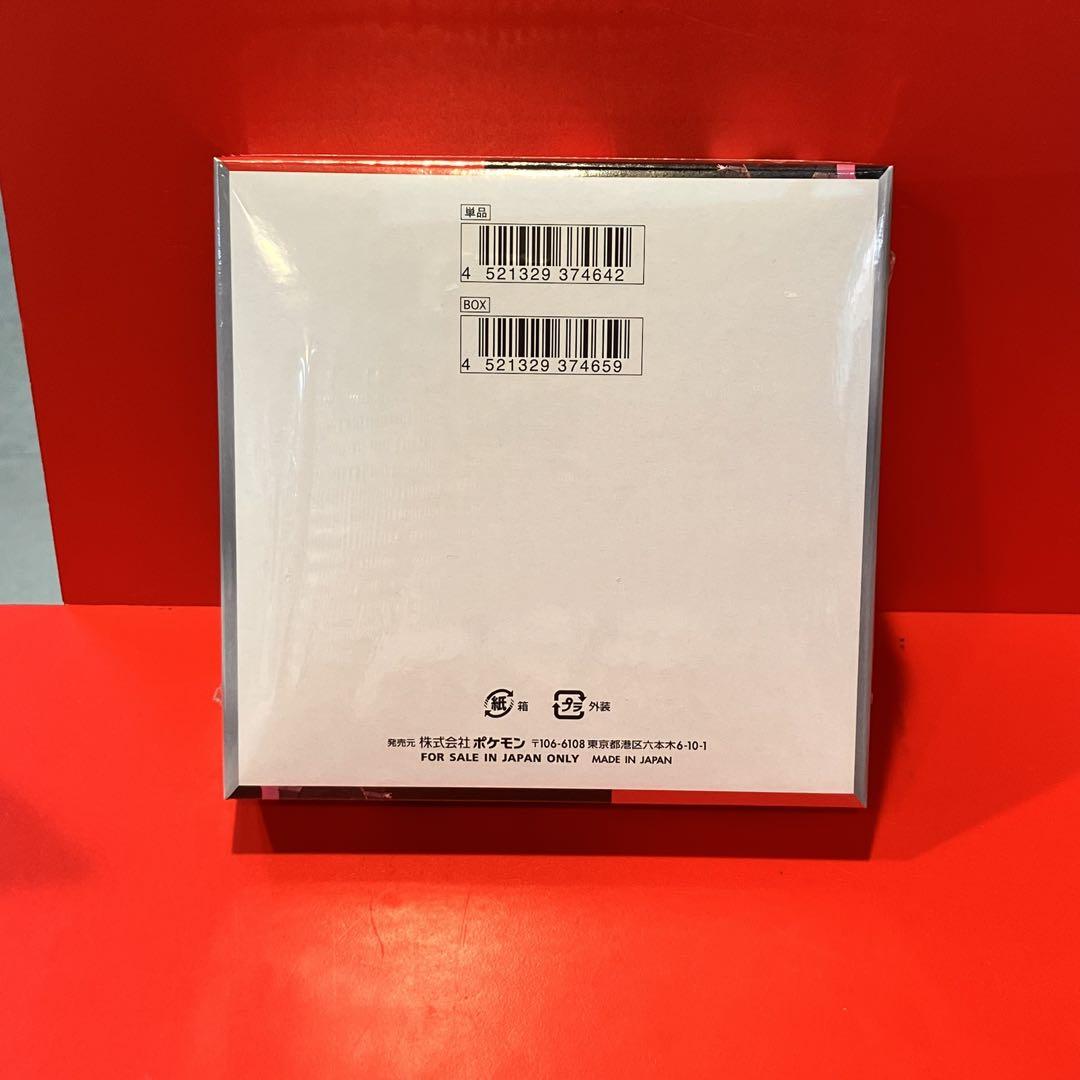 単品
4 521329 374642
BOX
4 521329 374659
紙 箱 プラ 外装
発売元 株式会社 ポケモン 〒106-6108 東京都港区六本木6-10-1
FOR SALE IN JAPAN ONLY MADE IN JAPAN